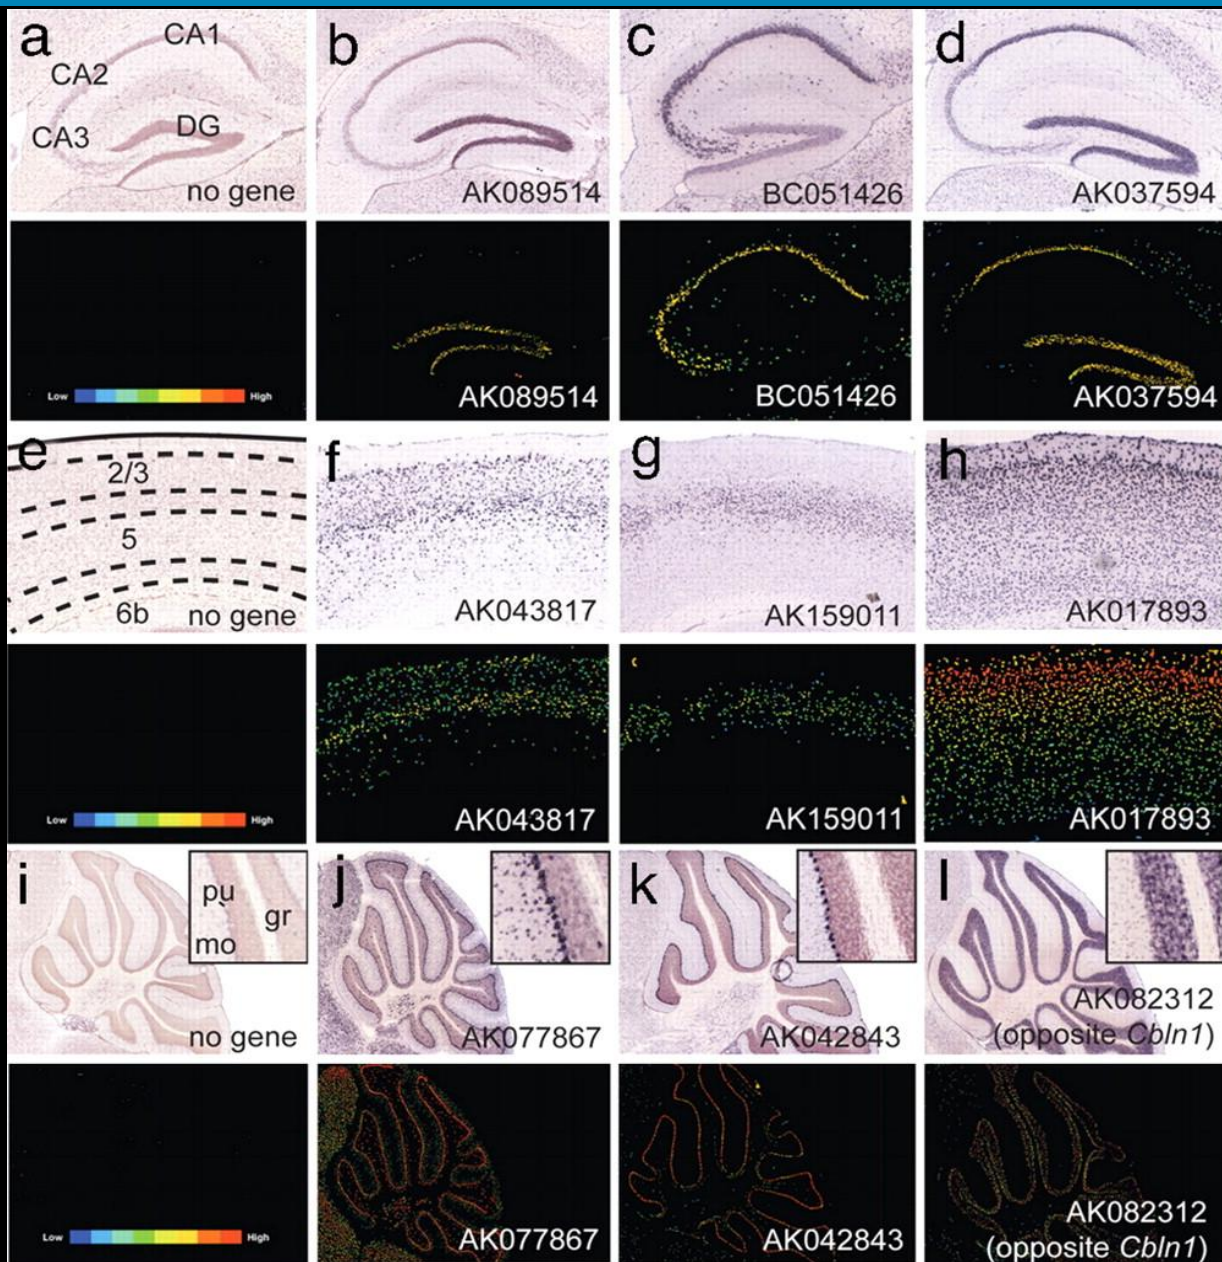 a
CA1
CA2
CA3
DG
no gene
b
AK089514
c
BC051426
d
AK037594
Low High
AK089514
BC051426
AK037594
e
2/3
5
6b
no gene
f
AK043817
g
AK159011
h
AK017893
Low High
AK043817
AK159011
AK017893
i
pu
gr
mo
no gene
j
AK077867
k
AK042843
l
AK082312
(opposite Cbln1)
Low High
AK077867
AK042843
AK082312
(opposite Cbln1)